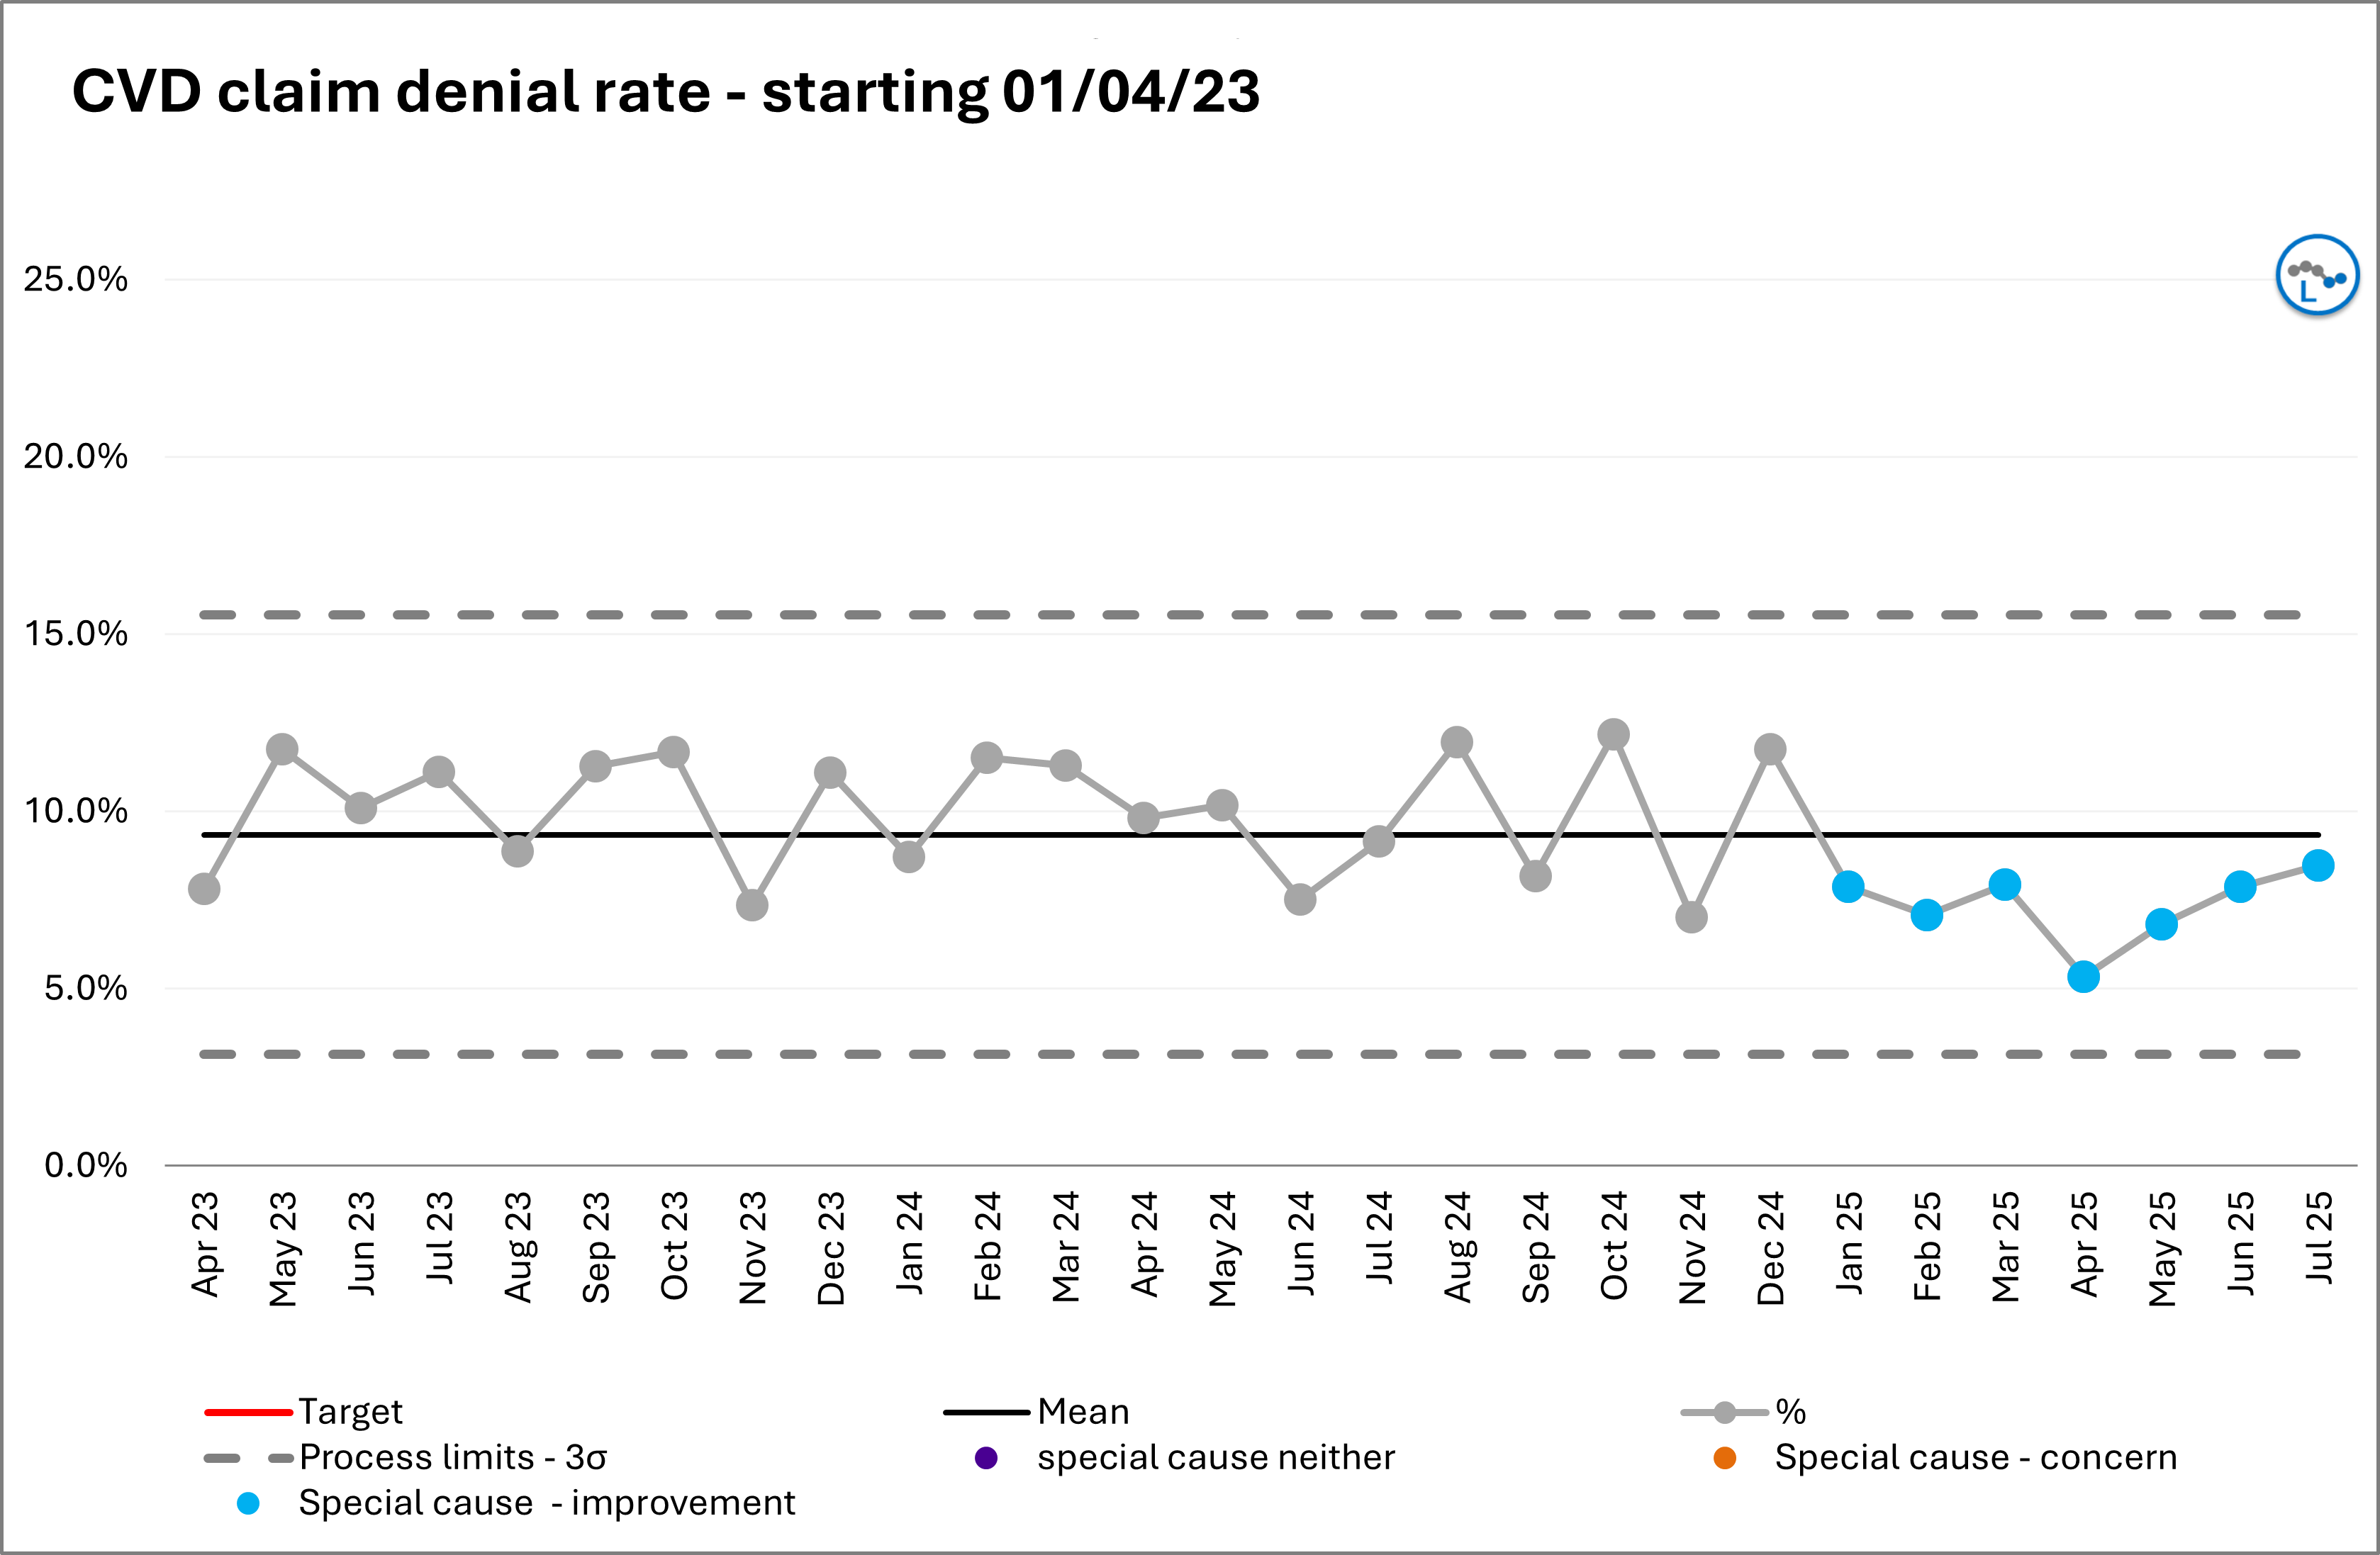 CVD claim denial rate - starting 01/04/23
25.0%
L
20.0%
15.0%
10.0%
5.0%
0.0%
Apr 23
May 23
Jun 23
Jul 23
Aug 23
Sep 23
Oct 23
Nov 23
Dec 23
Jan 24
Feb 24
Mar 24
Apr 24
May 24
Jun 24
Jul 24
Aug 24
Sep 24
Oct 24
Nov 24
Dec 24
Jan 25
Feb 25
Mar 25
Apr 25
May 25
Jun 25
Jul 25
Target
Mean
%
Process limits - 3σ
special cause neither
Special cause - concern
Special cause - improvement